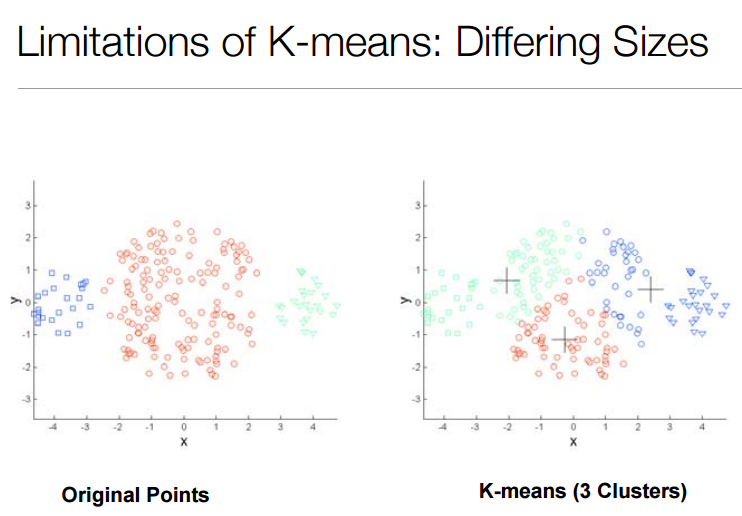 Limitations of K-means: Differing Sizes
3
2
1
0
-1
-2
-3
y
-4 -3 -2 -1 0 1 2 3 4
x
3
2
1
0
-1
-2
-3
y
-4 -3 -2 -1 0 1 2 3 4
x
Original Points
K-means (3 Clusters)